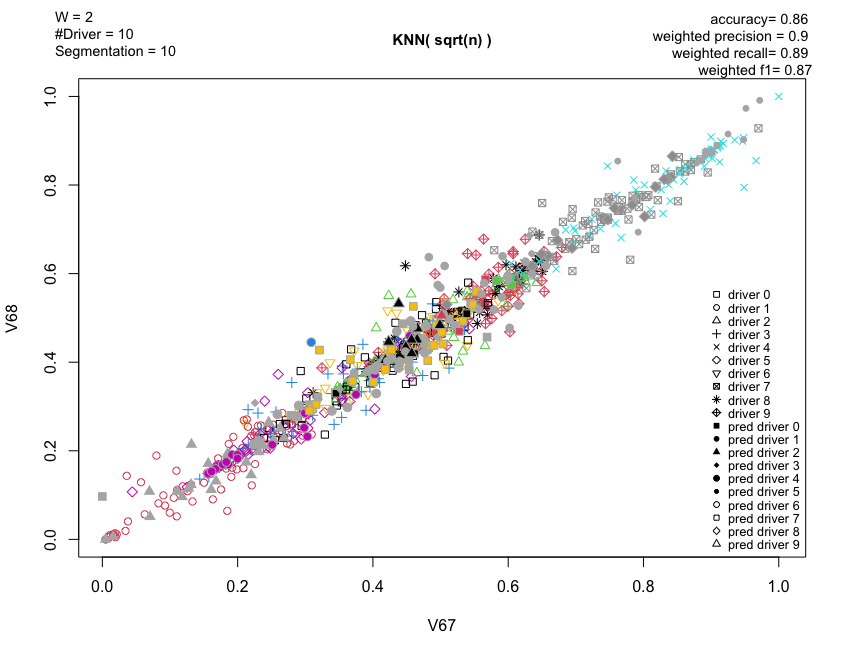 W = 2
#Driver = 10
Segmentation = 10
KNN( sqrt(n) )
accuracy= 0.86
weighted precision = 0.9
weighted recall= 0.89
weighted f1= 0.87
V68
0.0
0.2
0.4
0.6
0.8
1.0
driver 0
driver 1
driver 2
driver 3
driver 4
driver 5
driver 6
driver 7
driver 8
driver 9
pred driver 0
pred driver 1
pred driver 2
pred driver 3
pred driver 4
pred driver 5
pred driver 6
pred driver 7
pred driver 8
pred driver 9
0.0 0.2 0.4 0.6 0.8 1.0
V67